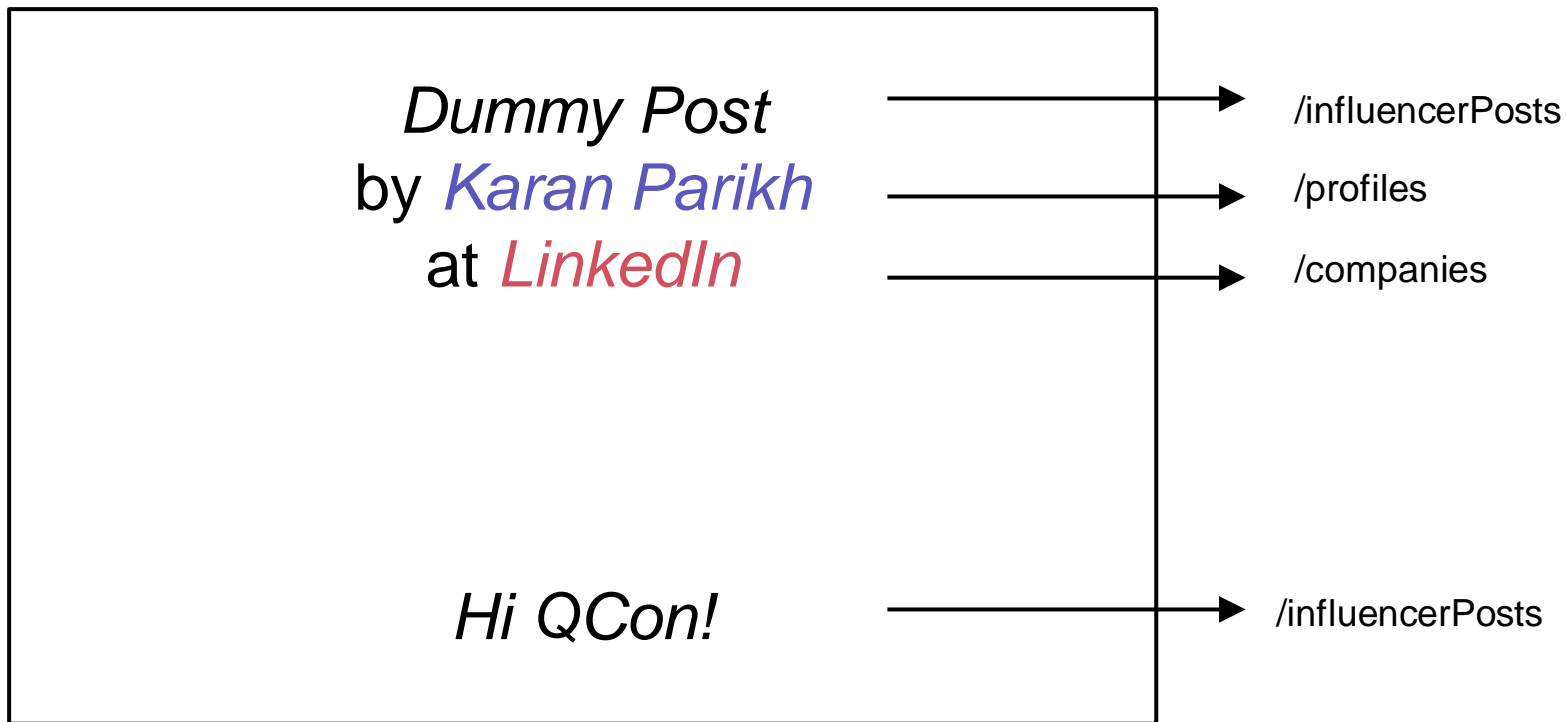 Dummy Post
/influencerPosts
by Karan Parikh
/profiles
at LinkedIn
/companies
Hi QCon!
/influencerPosts